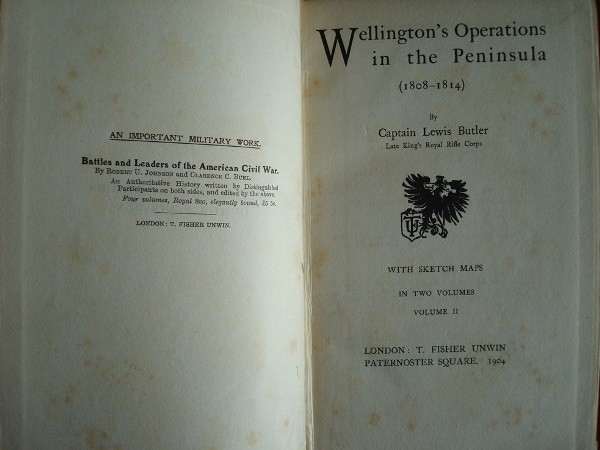 AN IMPORTANT MILITARY WORK.
Battles and Leaders of the American Civil War.
By ROBERT U. JOHNSON and CLARENCE C. BUEL.
An Authoritative History written by Distinguished
Participants on both sides, and edited by the above.
Four volumes, Royal 8vo, elegantly bound, £5 5s.
LONDON: T. FISHER UNWIN.
Wellington's Operations
in the Peninsula
(1808–1814)
By
Captain Lewis Butler
Late King's Royal Rifle Corps
WITH SKETCH MAPS
IN TWO VOLUMES
VOLUME II
LONDON: T. FISHER UNWIN
PATERNOSTER SQUARE. 1904